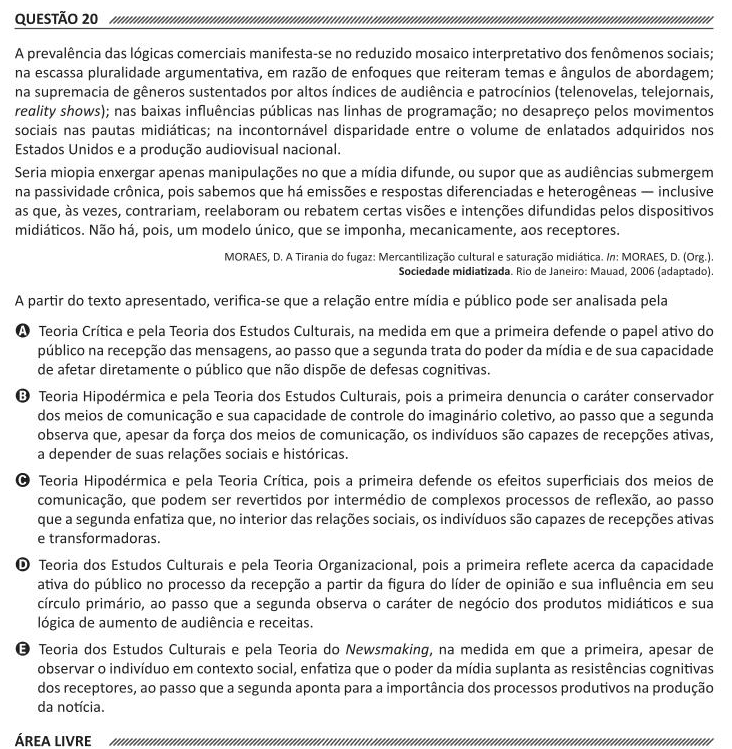 QUESTÃO 20
A prevalência das lógicas comerciais manifesta-se no reduzido mosaico interpretativo dos fenômenos sociais;
na escassa pluralidade argumentativa, em razão de enfoques que reiteram temas e ângulos de abordagem;
na supremacia de gêneros sustentados por altos índices de audiência e patrocínios (telenovelas, telejornais,
reality shows); nas baixas influências públicas nas linhas de programação; no desapreço pelos movimentos
sociais nas pautas midiáticas; na incontornável disparidade entre o volume de enlatados adquiridos nos
Estados Unidos e a produção audiovisual nacional.
Seria miopia enxergar apenas manipulações no que a mídia difunde, ou supor que as audiências submergem
na passividade crônica, pois sabemos que há emissões e respostas diferenciadas e heterogêneas — inclusive
as que, às vezes, contrariam, reelaboram ou rebatem certas visões e intenções difundidas pelos dispositivos
midiáticos. Não há, pois, um modelo único, que se imponha, mecanicamente, aos receptores.
MORAES, D. A Tirania do fugaz: Mercantilização cultural e saturação midiática. In: MORAES, D. (Org.).
Sociedade midiatizada. Rio de Janeiro: Mauad, 2006 (adaptado).
A partir do texto apresentado, verifica-se que a relação entre mídia e público pode ser analisada pela
A Teoria Crítica e pela Teoria dos Estudos Culturais, na medida em que a primeira defende o papel ativo do
público na recepção das mensagens, ao passo que a segunda trata do poder da mídia e de sua capacidade
de afetar diretamente o público que não dispõe de defesas cognitivas.
B Teoria Hipodérmica e pela Teoria dos Estudos Culturais, pois a primeira denuncia o caráter conservador
dos meios de comunicação e sua capacidade de controle do imaginário coletivo, ao passo que a segunda
observa que, apesar da força dos meios de comunicação, os indivíduos são capazes de recepções ativas,
a depender de suas relações sociais e históricas.
C Teoria Hipodérmica e pela Teoria Crítica, pois a primeira defende os efeitos superficiais dos meios de
comunicação, que podem ser revertidos por intermédio de complexos processos de reflexão, ao passo
que a segunda enfatiza que, no interior das relações sociais, os indivíduos são capazes de recepções ativas
e transformadoras.
D Teoria dos Estudos Culturais e pela Teoria Organizacional, pois a primeira reflete acerca da capacidade
ativa do público no processo da recepção a partir da figura do líder de opinião e sua influência em seu
círculo primário, ao passo que a segunda observa o caráter de negócio dos produtos midiáticos e sua
lógica de aumento de audiência e receitas.
E Teoria dos Estudos Culturais e pela Teoria do Newsmaking, na medida em que a primeira, apesar de
observar o indivíduo em contexto social, enfatiza que o poder da mídia suplanta as resistências cognitivas
dos receptores, ao passo que a segunda aponta para a importância dos processos produtivos na produção
da notícia.
ÁREA LIVRE